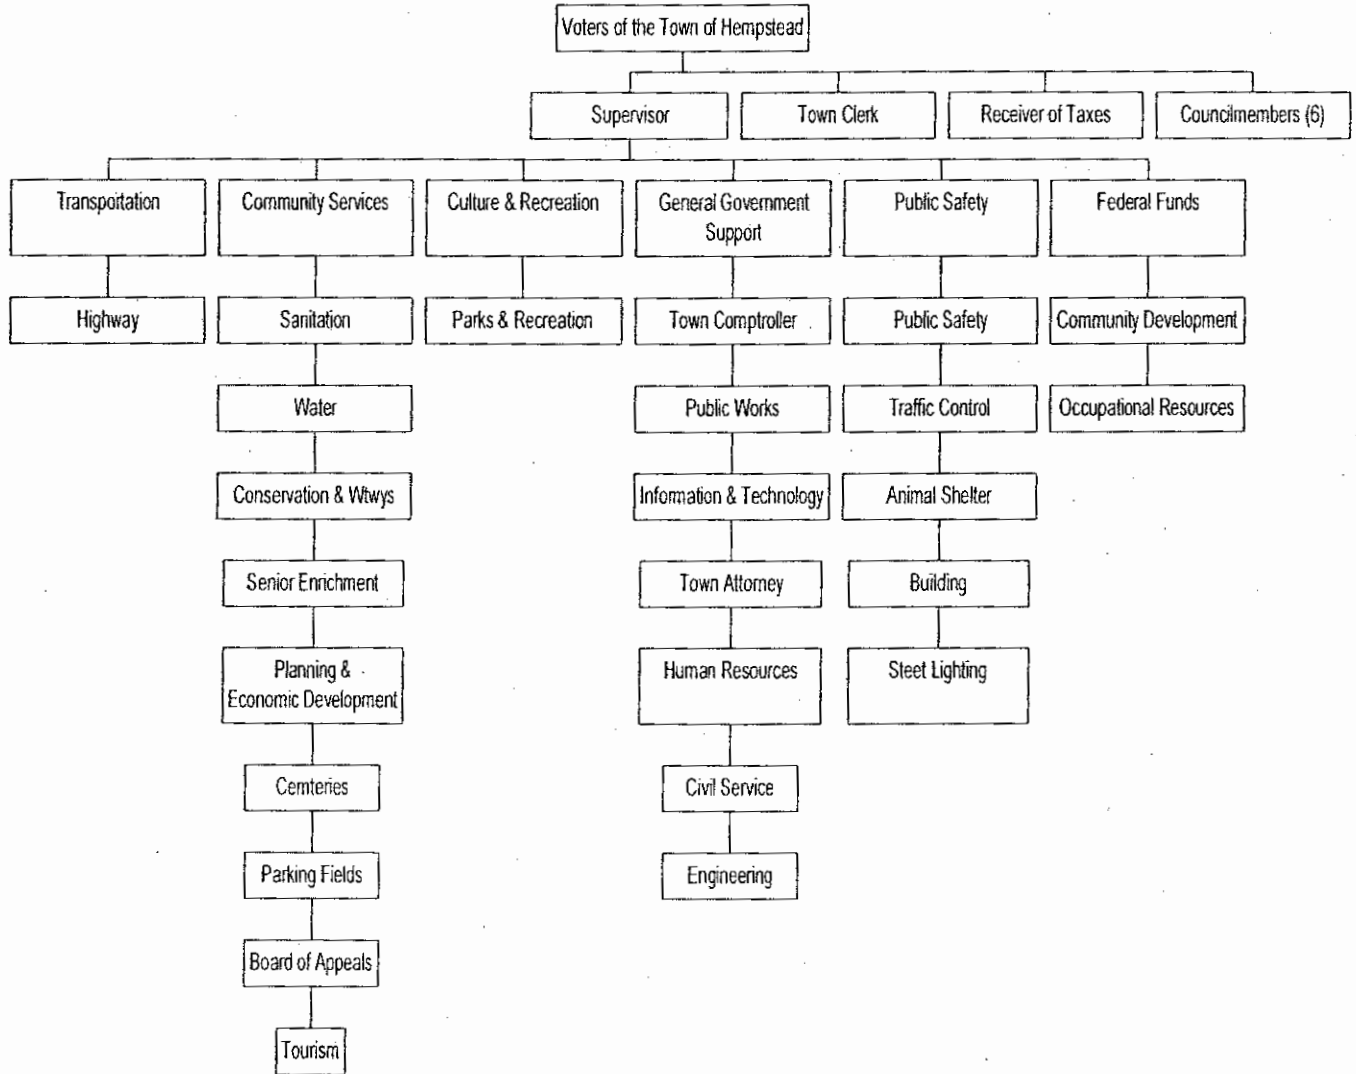 Voters of the Town of Hempstead
Supervisor
Town Clerk
Receiver of Taxes
Councilmembers (6)
Transportation
Community Services
Culture & Recreation
General Government
Support
Public Safety
Federal Funds
Highway
Sanitation
Parks & Recreation
Town Comptroller
Public Safety
Community Development
Water
Public Works
Traffic Control
Occupational Resources
Conservation & Wtwys
Information & Technology
Animal Shelter
Senior Enrichment
Town Attorney
Building
Planning &
Economic Development
Human Resources
Steet Lighting
Cemteries
Civil Service
Parking Fields
Engineering
Board of Appeals
Tourism